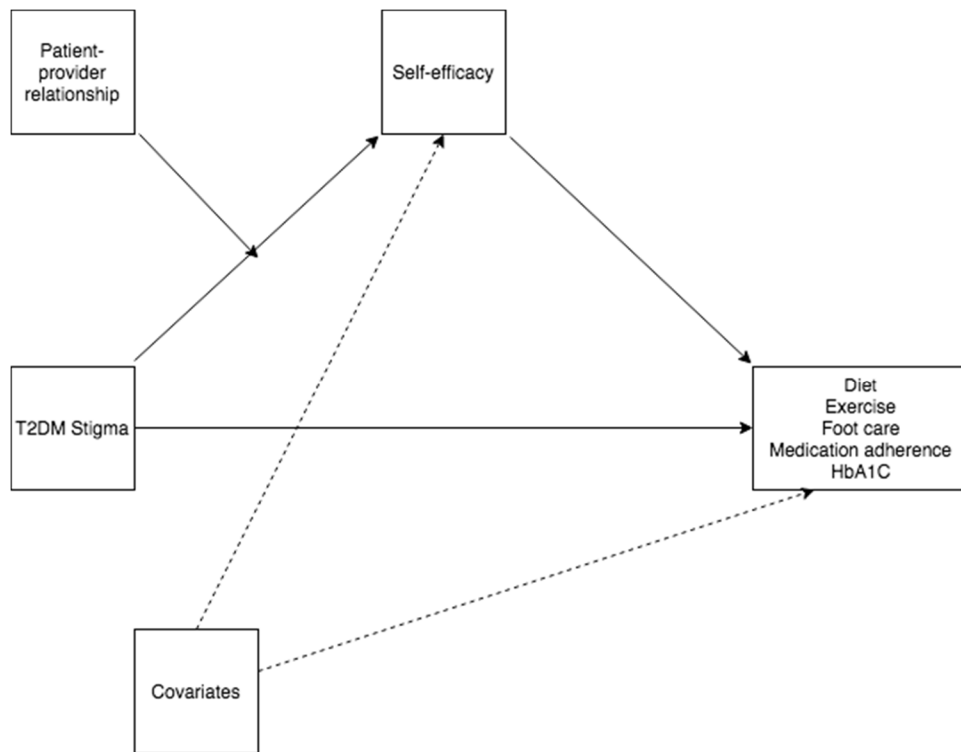 Patient-
provider
relationship
Self-efficacy
T2DM Stigma
Diet
Exercise
Foot care
Medication adherence
HbA1C
Covariates